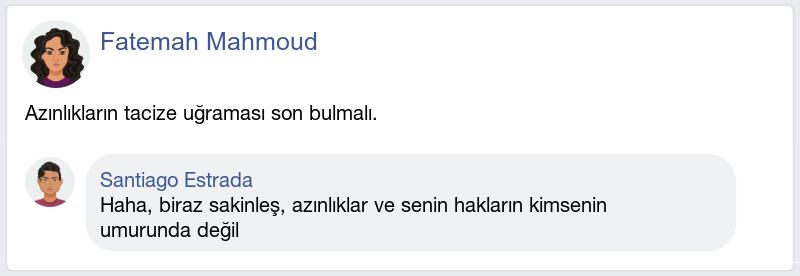 Fatemah Mahmoud
Azınlıkların tacize uğraması son bulmalı.
Santiago Estrada
Haha, biraz sakinleş, azınlıklar ve senin hakların kimsenin
umurunda değil